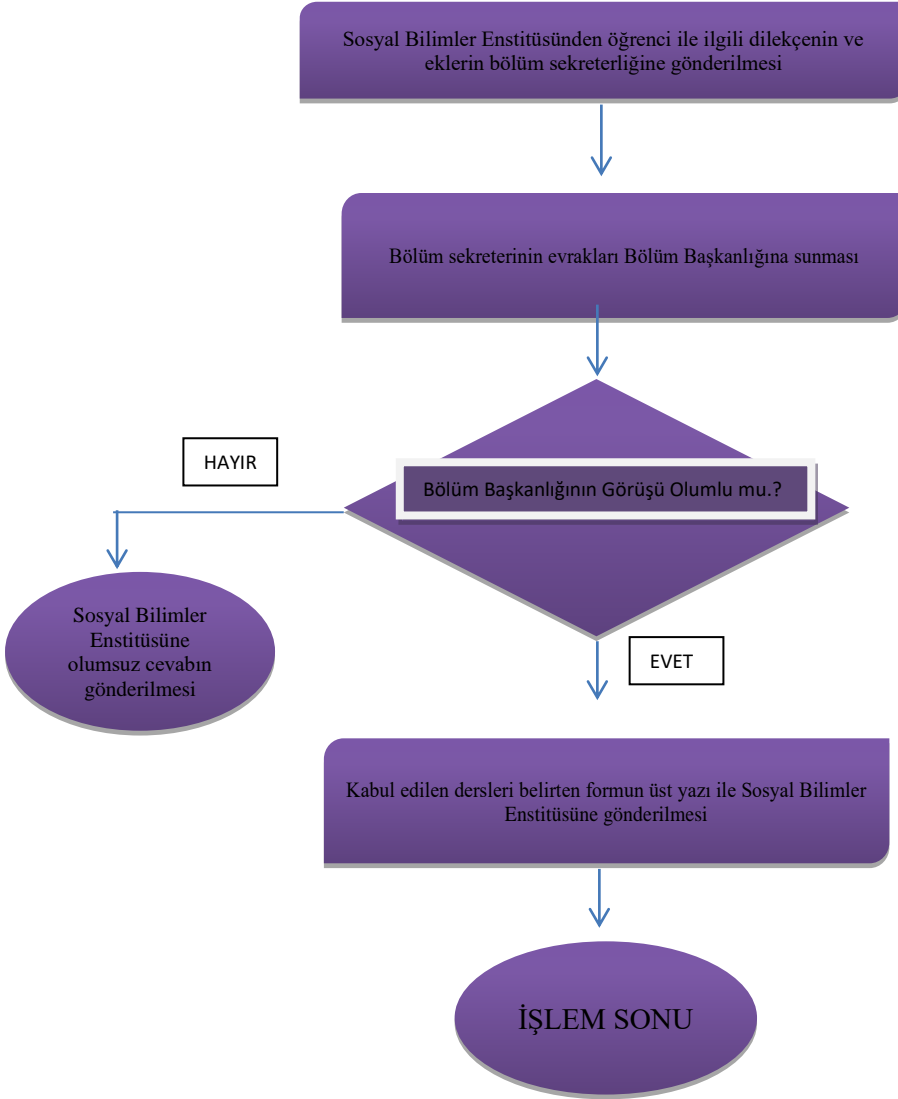 Sosyal Bilimler Enstitüsünden öğrenci ile ilgili dilekçenin ve
eklerin bölüm sekreterliğine gönderilmesi
Bölüm sekreterinin evrakları Bölüm Başkanlığına sunması
HAYIR
Bölüm Başkanlığının Görüşü Olumlu mu.?
Sosyal Bilimler
Enstitüsüne
olumsuz cevabın
gönderilmesi
EVET
Kabul edilen dersleri belirten formun üst yazı ile Sosyal Bilimler
Enstitüsüne gönderilmesi
İŞLEM SONU